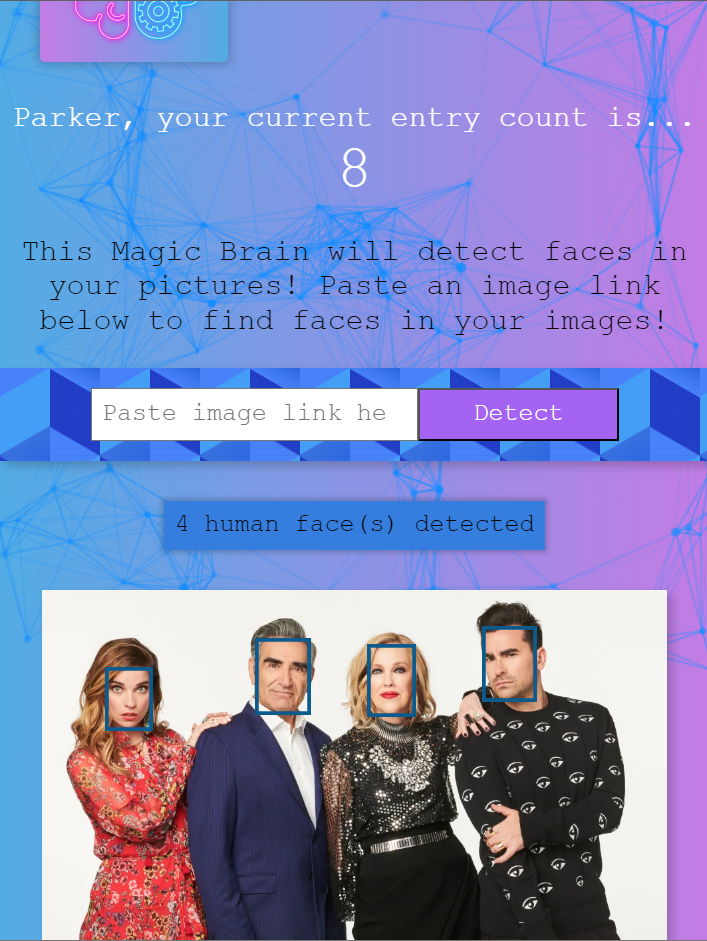 Parker, your current entry count is...
8
This Magic Brain will detect faces in
your pictures! Paste an image link
below to find faces in your images!
Paste image link he
Detect
4 human face(s) detected